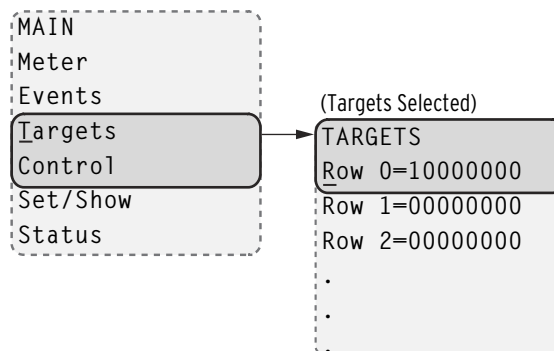 MAIN
Meter
Events
Targets
Control
Set/Show
Status
(Targets Selected)
TARGETS
Row 0=10000000
Row 1=00000000
Row 2=00000000
.
.
.